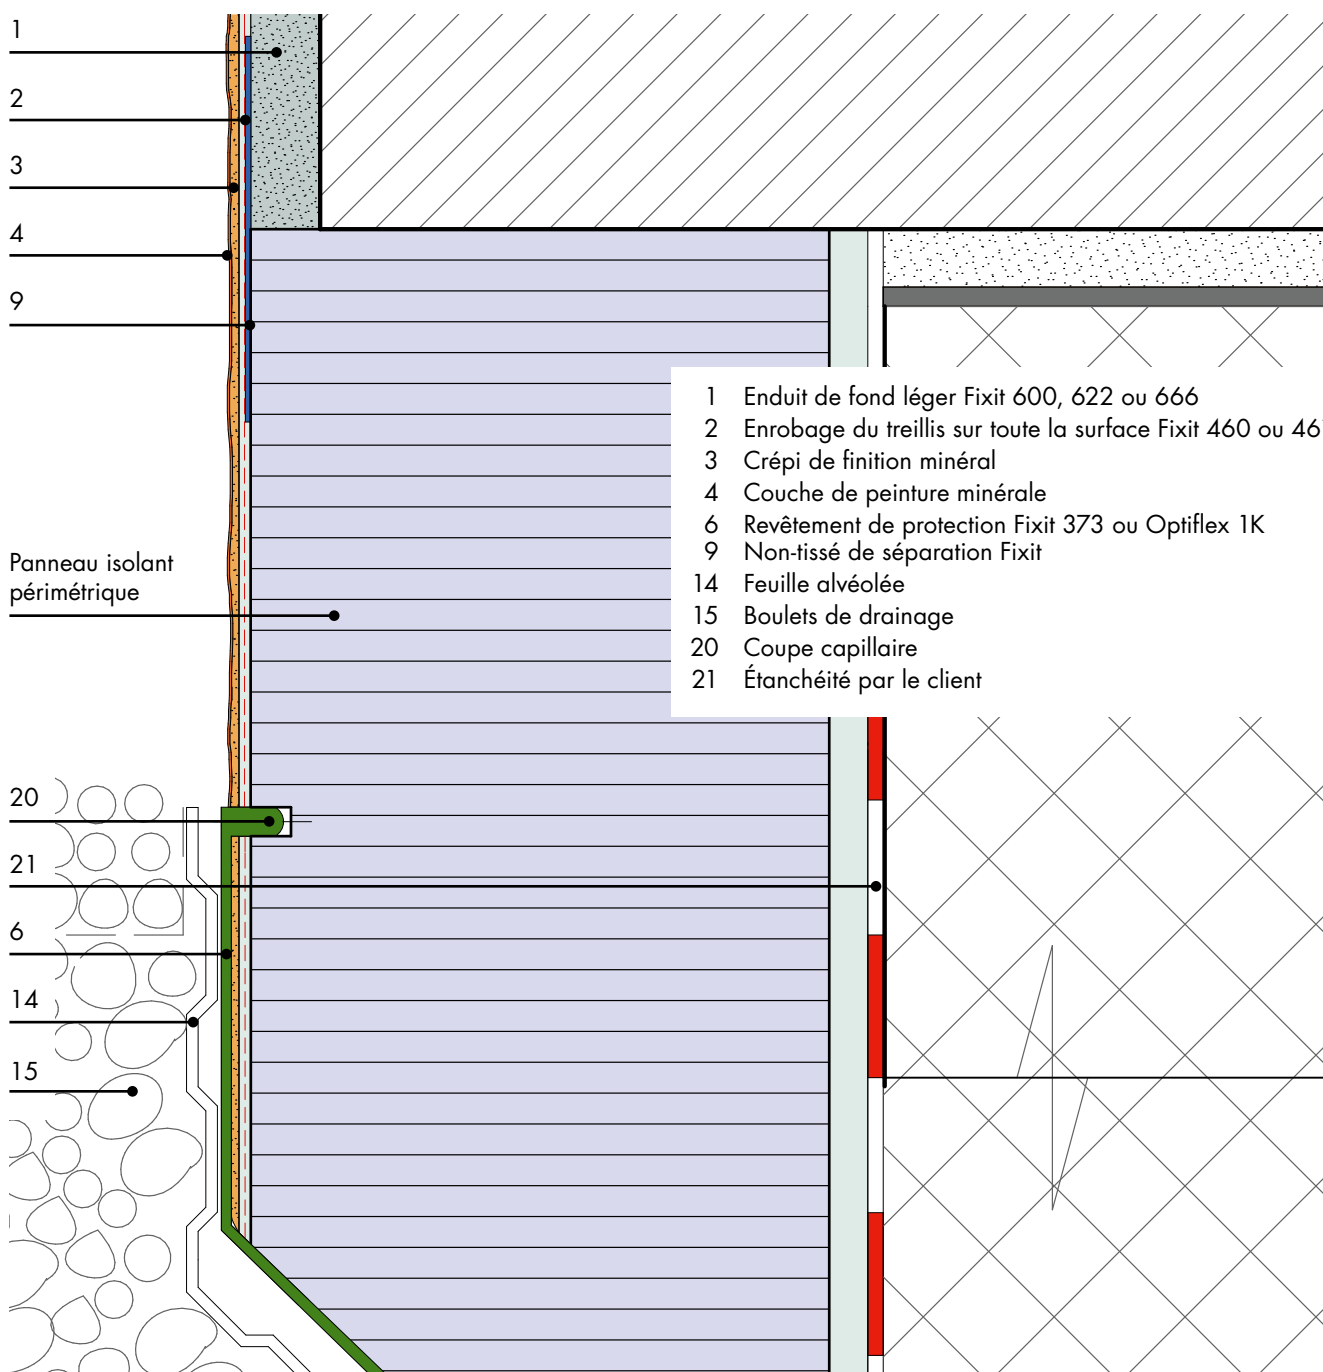 1
2
3
4
9
Panneau isolant
périmétrique
20
21
6
14
15
1 Enduit de fond léger Fixit 600, 622 ou 666
2 Enrobage du treillis sur toute la surface Fixit 460 ou
3 Crépi de finition minéral
4 Couche de peinture minérale
6 Revêtement de protection Fixit 373 ou Optiflex 1K
9 Non-tissé de séparation Fixit
14 Feuille alvéolée
15 Boulets de drainage
20 Coupe capillaire
21 Étanchéité par le client